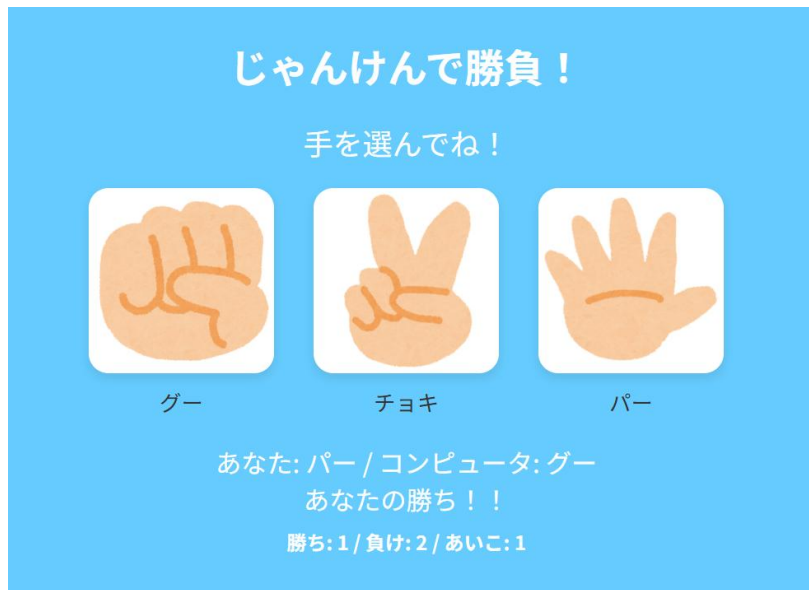 じゃんけんで勝負！
手を選んでね！
グー
チョキ
パー
あなた: パー / コンピュータ: グー
あなたの勝ち！！
勝ち: 1 / 負け: 2 / あいこ: 1